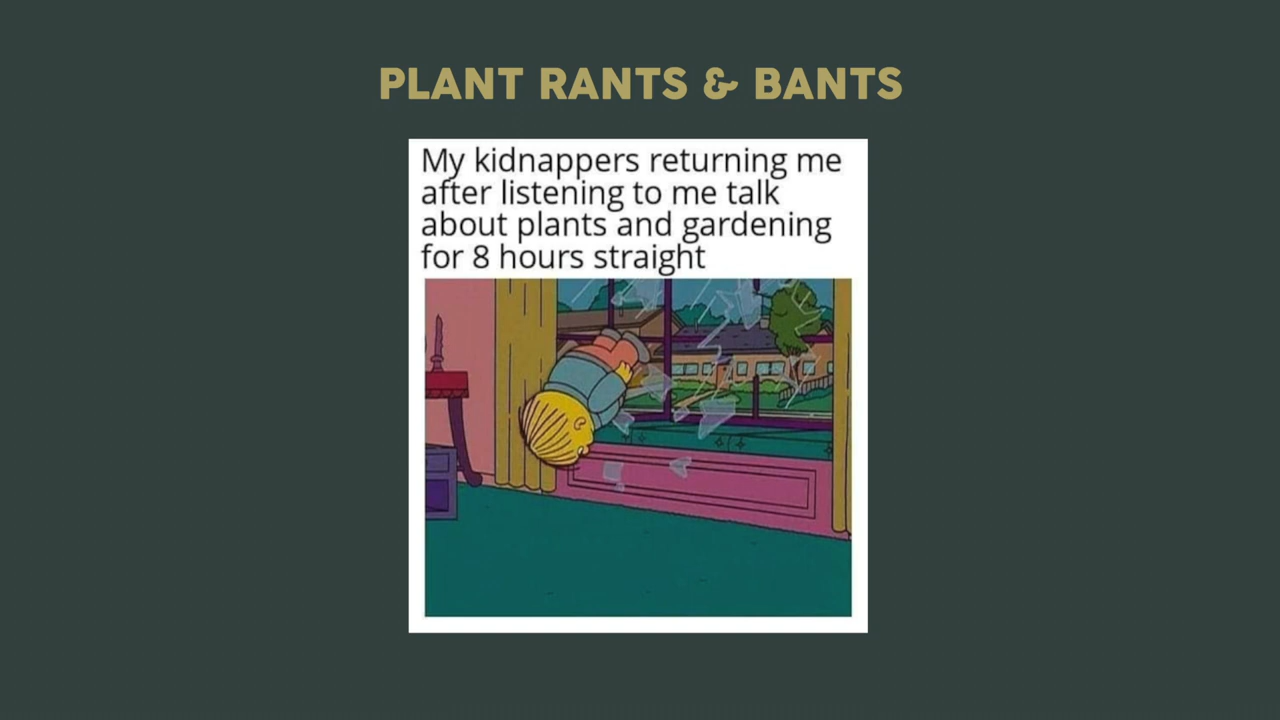 PLANT RANTS & BANTS
My kidnappers returning me
after listening to me talk
about plants and gardening
for 8 hours straight